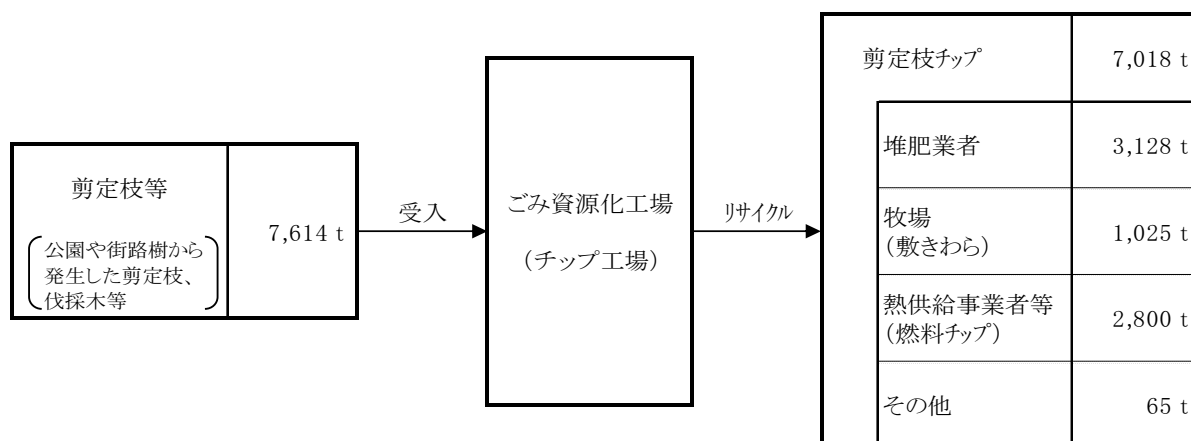 剪定枝等
公園や街路樹から
発生した剪定枝、
伐採木等
7,614 t
受入
ごみ資源化工場
（チップ工場）
リサイクル
剪定枝チップ 7,018 t
堆肥業者 3,128 t
牧場
（敷きわら） 1,025 t
熱供給事業者等
（燃料チップ） 2,800 t
その他 65 t